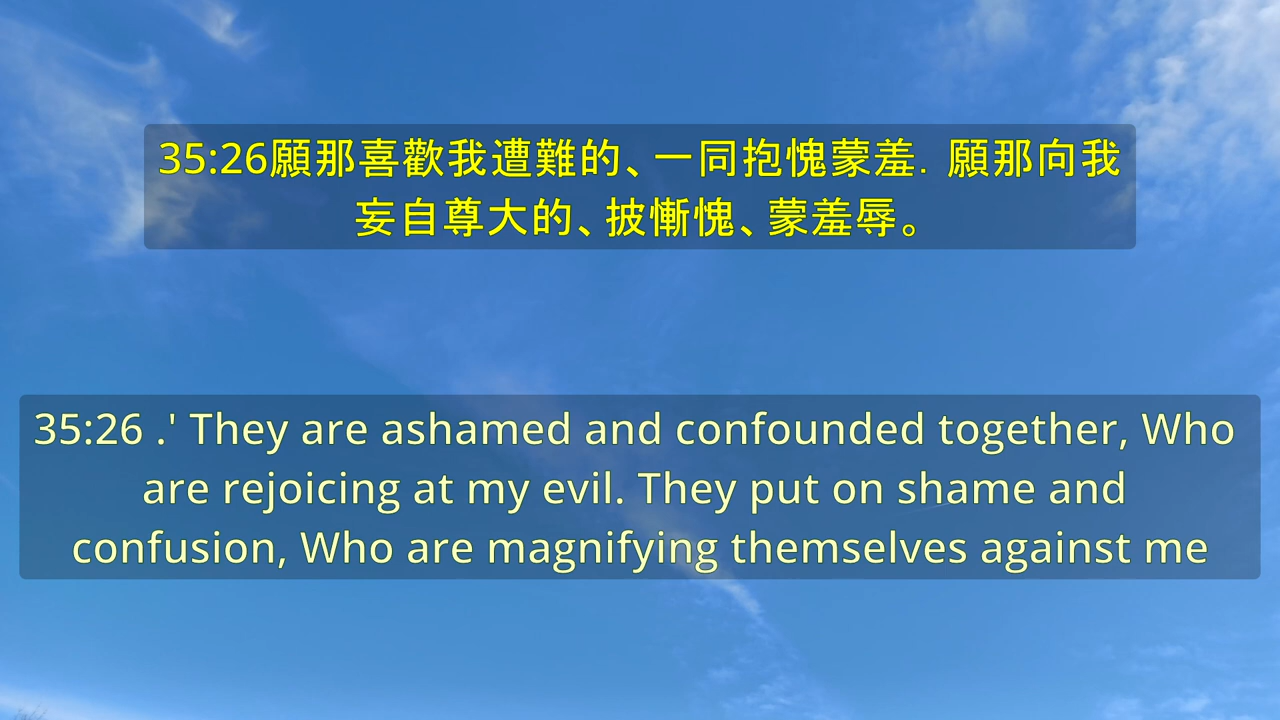 35:26願那喜歡我遭難的、一同抱愧蒙羞．願那向我
妄自尊大的、披慚愧、蒙羞辱。
35:26 .' They are ashamed and confounded together, Who
are rejoicing at my evil. They put on shame and
confusion, Who are magnifying themselves against me